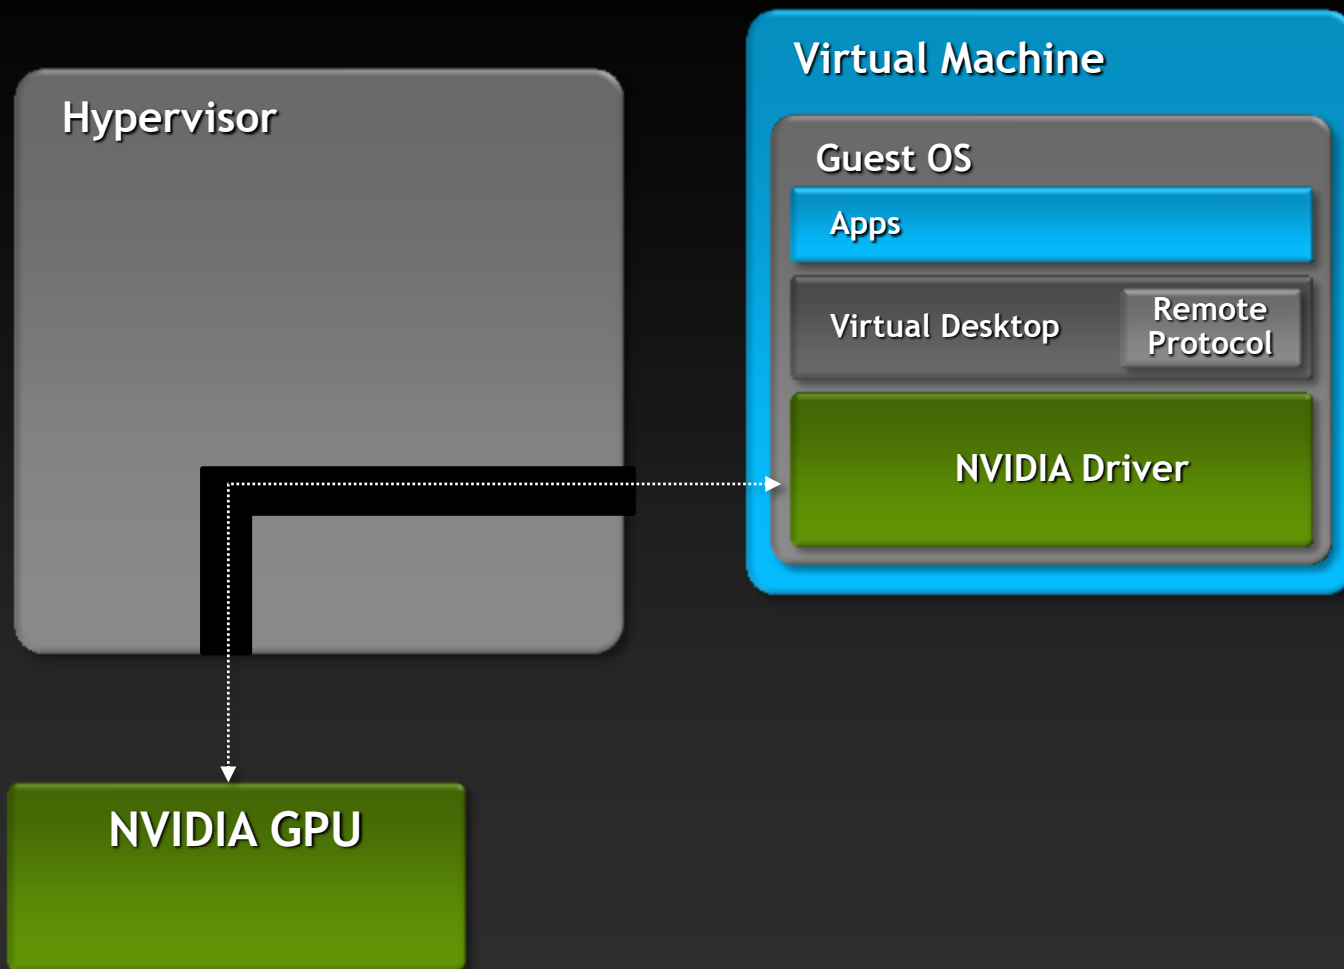 Virtual Machine
Hypervisor
Guest OS
Apps
Virtual Desktop
Remote
Protocol
NVIDIA Driver
NVIDIA GPU